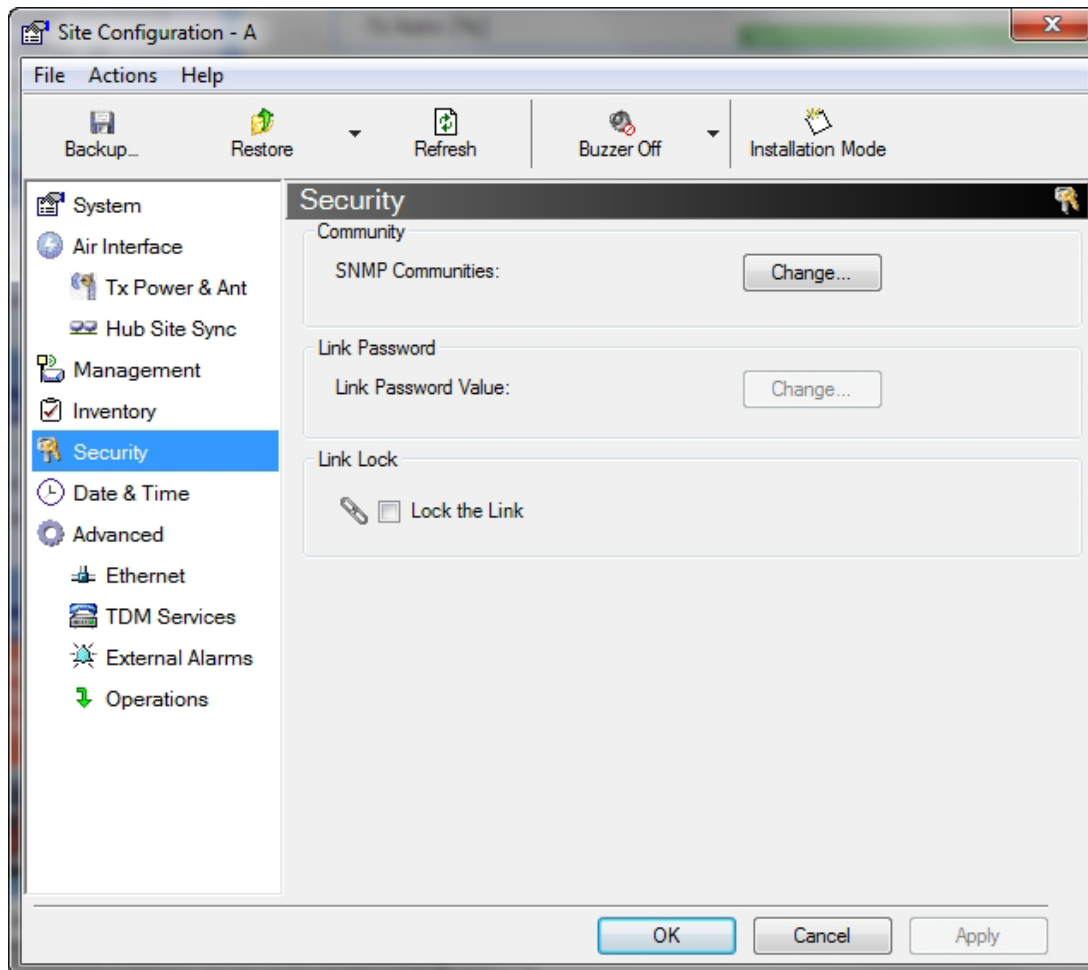 Site Configuration - A
File Actions Help
Backup... Restore Refresh Buzzer Off Installation Mode
System
Air Interface
Tx Power & Ant
Hub Site Sync
Management
Inventory
Security
Date & Time
Advanced
Ethernet
TDM Services
External Alarms
Operations
Security
Community
SNMP Communities: Change...
Link Password
Link Password Value: Change...
Link Lock
Lock the Link
OK Cancel Apply